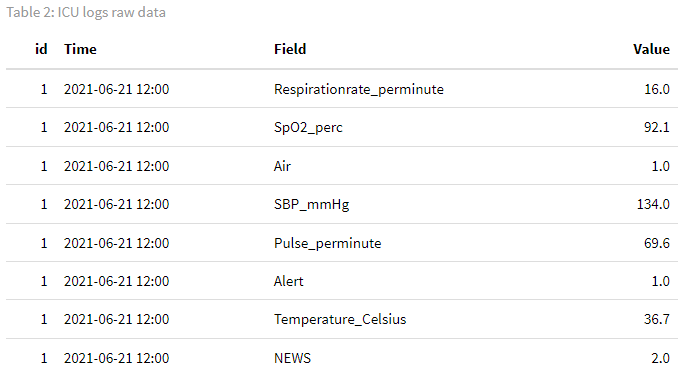 Table 2: ICU logs raw data
id Time Field Value
1 2021-06-21 12:00 Respirationrate_perminute 16.0
1 2021-06-21 12:00 SpO2_perc 92.1
1 2021-06-21 12:00 Air 1.0
1 2021-06-21 12:00 SBP_mmHg 134.0
1 2021-06-21 12:00 Pulse_perminute 69.6
1 2021-06-21 12:00 Alert 1.0
1 2021-06-21 12:00 Temperature_Celsius 36.7
1 2021-06-21 12:00 NEWS 2.0